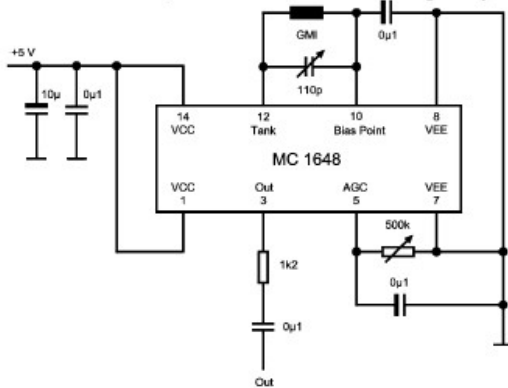 +5 V
10µ
0µ1
GMI
0µ1
110p
14
VCC
12
Tank
10
Bias Point
8
VEE
MC 1648
VCC
1
Out
3
AGC
5
VEE
7
500k
1k2
0µ1
0µ1
Out